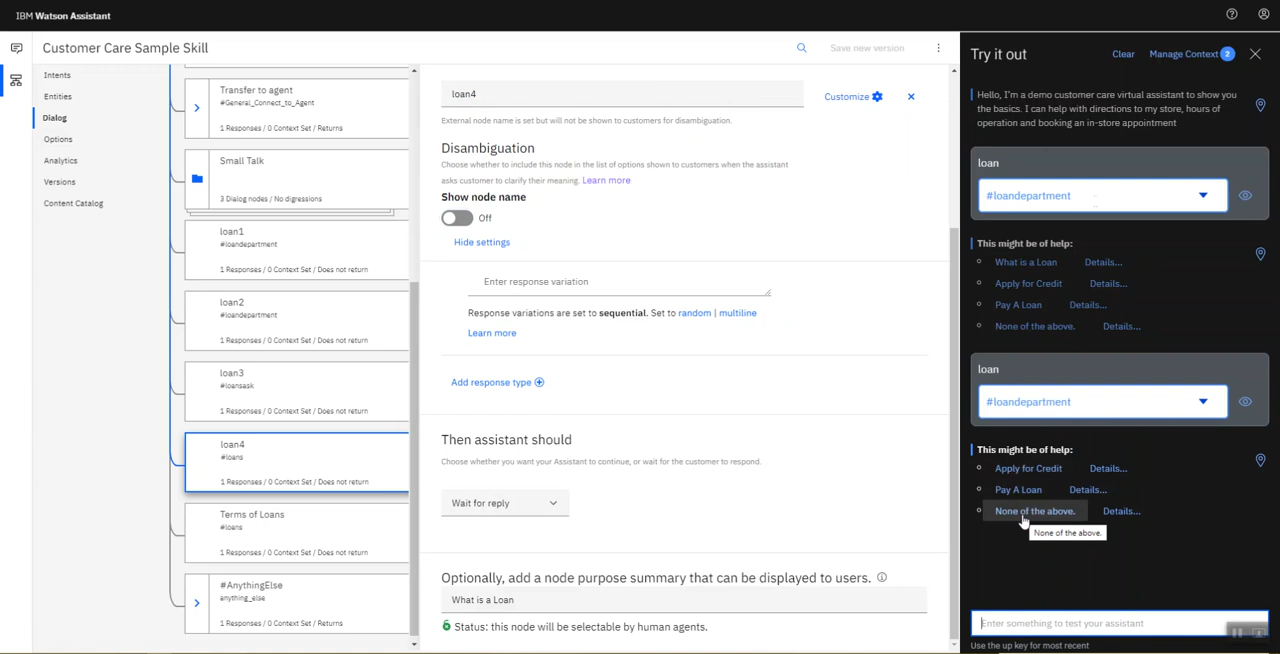 IBM Watson Assistant
Customer Care Sample Skill
Save new version
Intents
Entities
Dialog
Options
Analytics
Versions
Content Catalog
Transfer to agent
#General_Connect_to_Agent
1 Responses / 0 Context Set / Returns
Small Talk
3 Dialog nodes / No digressions
loan1
#loandepartment
1 Responses / 0 Context Set / Does not return
loan2
#loandepartment
1 Responses / 0 Context Set / Does not return
loan3
#loansask
1 Responses / 0 Context Set / Does not return
loan4
#loans
1 Responses / 0 Context Set / Does not return
Terms of Loans
#loans
1 Responses / 0 Context Set / Does not return
#AnythingElse
anything_else
1 Responses / 0 Context Set / Returns
loan4
Customize
External node name is set but will not be shown to customers for disambiguation.
Disambiguation
Choose whether to include this node in the list of options shown to customers when the assistant
asks customer to clarify their meaning. Learn more
Show node name
Off
Hide settings
Enter response variation
Response variations are set to sequential. Set to random | multiline
Learn more
Add response type
Then assistant should
Choose whether you want your Assistant to continue, or wait for the customer to respond.
Wait for reply
Optionally, add a node purpose summary that can be displayed to users.
What is a Loan
Status: this node will be selectable by human agents.
Try it out
Clear
Manage Context 2
Hello, I'm a demo customer care virtual assistant to show you
the basics. I can help with directions to my store, hours of
operation and booking an in-store appointment
loan
#loandepartment
This might be of help:
What is a Loan Details...
Apply for Credit Details...
Pay A Loan Details...
None of the above. Details...
loan
#loandepartment
This might be of help:
Apply for Credit Details...
Pay A Loan Details...
None of the above. Details...
None of the above.
Enter something to test your assistant
Use the up key for most recent